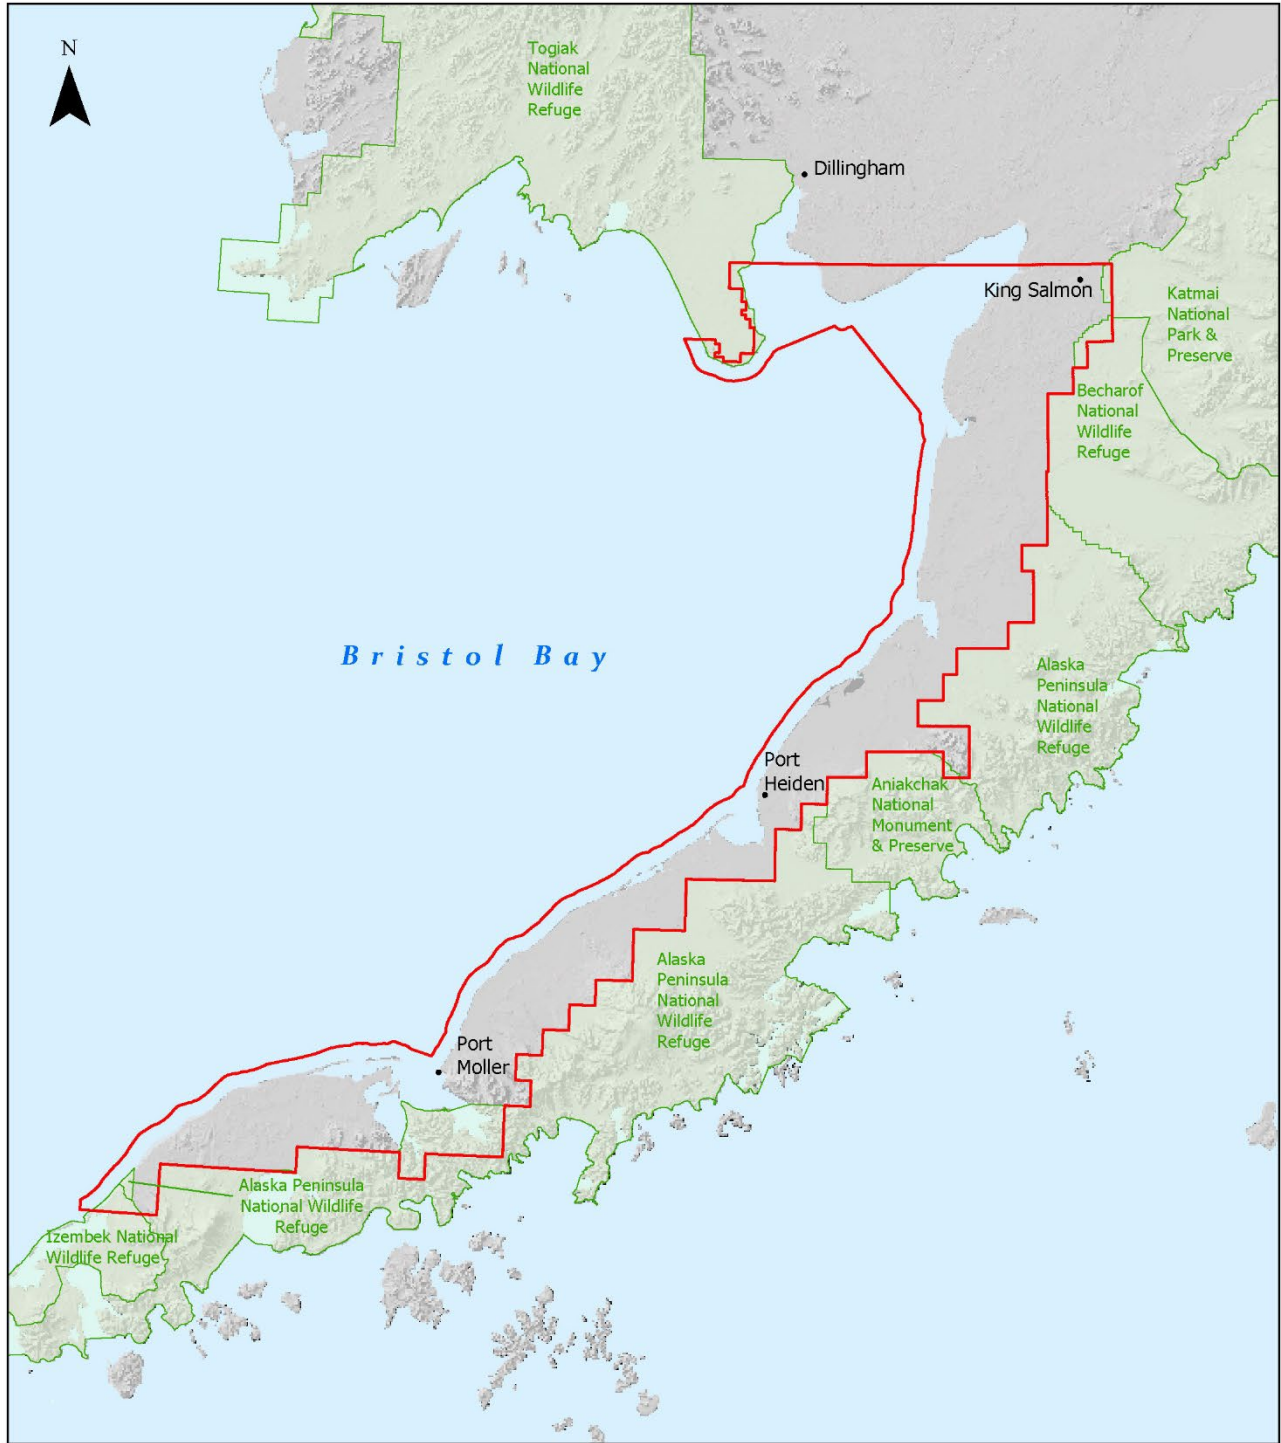 N
Togiak
National
Wildlife
Refuge
Dillingham
King Salmon
Katmai
National
Park &
Preserve
Becharof
National
Wildlife
Refuge
Bristol Bay
Alaska
Peninsula
National
Wildlife
Refuge
Port
Heiden
Aniakchak
National
Monument
& Preserve
Alaska
Peninsula
National
Wildlife
Refuge
Port
Moller
Alaska Peninsula
National Wildlife
Refuge
Izembek National
Wildlife Refuge